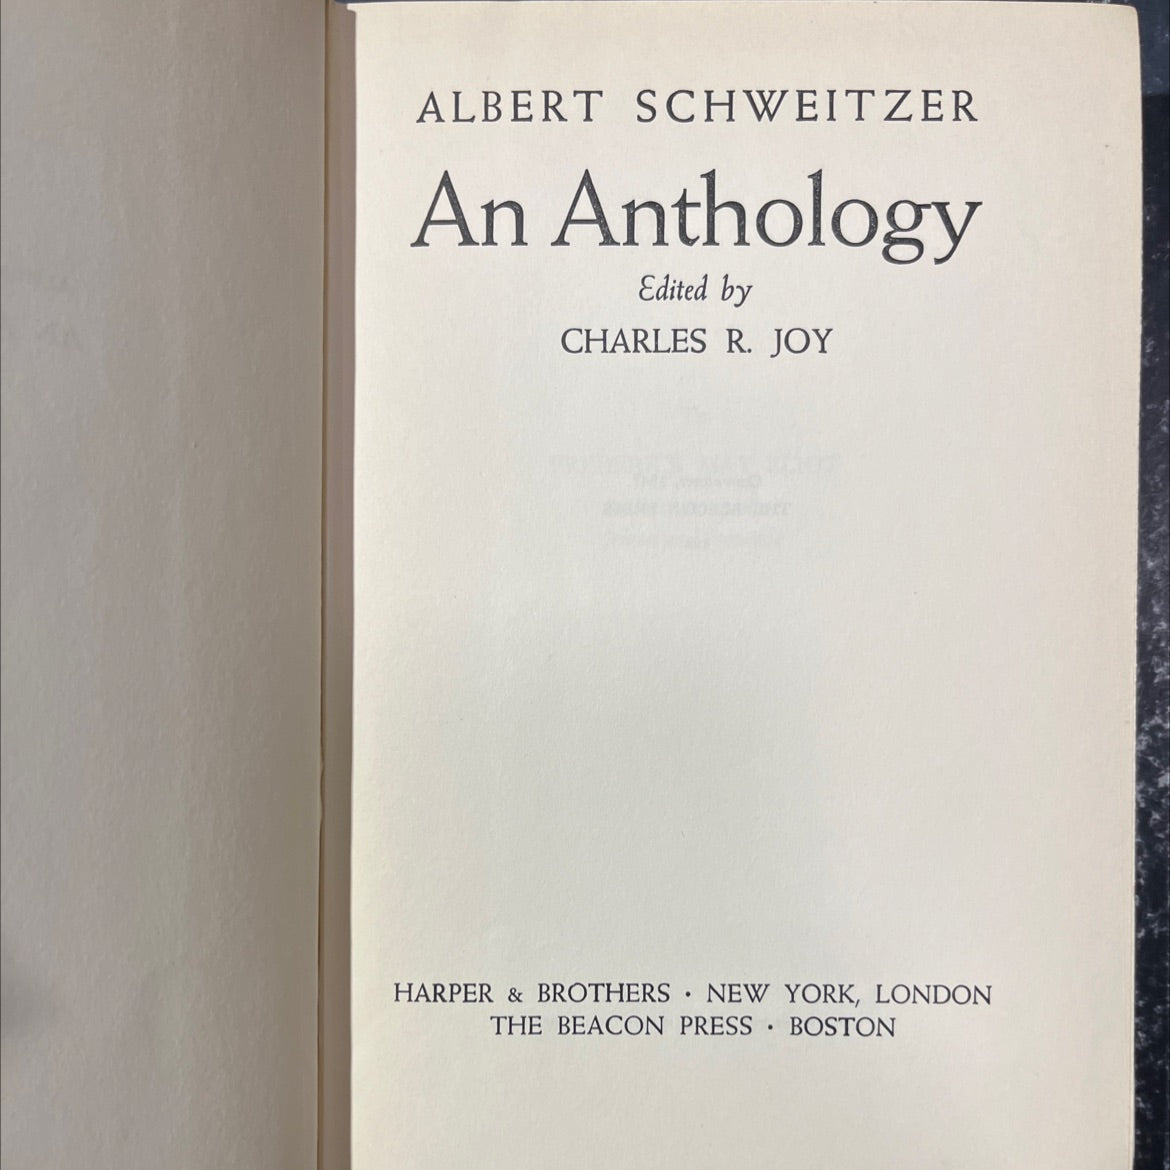 ALBERT SCHWEITZER
An Anthology
Edited by
CHARLES R. JOY
HARPER & BROTHERS · NEW YORK, LONDON
THE BEACON PRESS · BOSTON